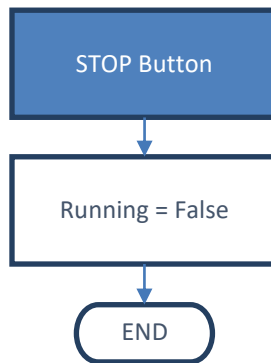 STOP Button
Running = False
END